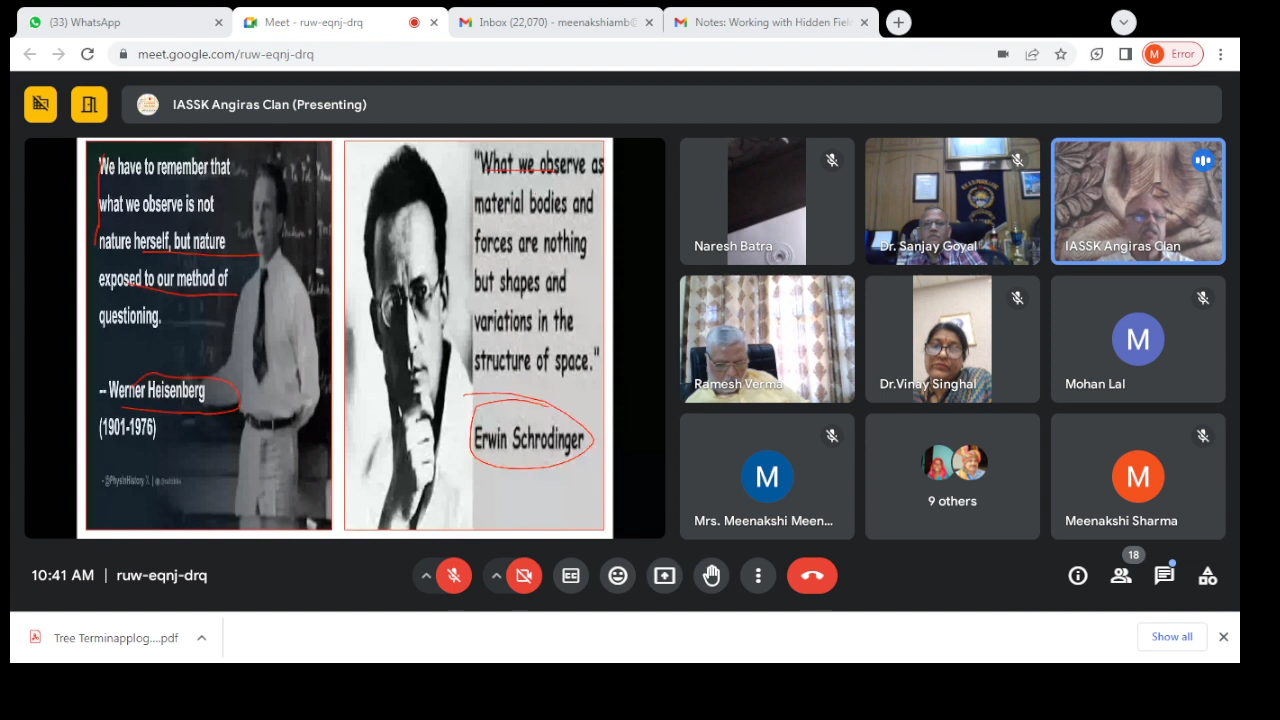 (33) WhatsApp
Meet - ruw-eqnj-drq
Inbox (22,070) - meenakshiamb@
Notes: Working with Hidden Fiel
meet.google.com/ruw-eqnj-drq
M
Error
IASSK Angiras Clan (Presenting)
We have to remember that
what we observe is not
nature herself, but nature
exposed to our method of
questioning.
-- Werner Heisenberg
(1901-1976)
- @PhysInHistory
"What we observe as
material bodies and
forces are nothing
but shapes and
variations in the
structure of space."
Erwin Schrodinger
Naresh Batra
Dr. Sanjay Goyal
IASSK Angiras Clan
Ramesh Verma
Dr.Vinay Singhal
M
Mohan Lal
M
Mrs. Meenakshi Meen...
9 others
M
Meenakshi Sharma
10:41 AM | ruw-eqnj-drq
CC
18
Tree Terminapplog....pdf
Show all